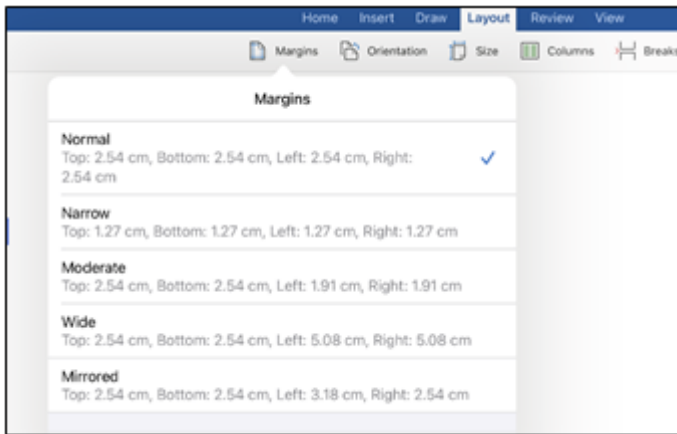 Home Insert Draw Layout Review View
Margins Orientation Size Columns Breaks
Margins
Normal
Top: 2.54 cm, Bottom: 2.54 cm, Left: 2.54 cm, Right:
2.54 cm
Narrow
Top: 1.27 cm, Bottom: 1.27 cm, Left: 1.27 cm, Right: 1.27 cm
Moderate
Top: 2.54 cm, Bottom: 2.54 cm, Left: 1.91 cm, Right: 1.91 cm
Wide
Top: 2.54 cm, Bottom: 2.54 cm, Left: 5.08 cm, Right: 5.08 cm
Mirrored
Top: 2.54 cm, Bottom: 2.54 cm, Left: 3.18 cm, Right: 2.54 cm